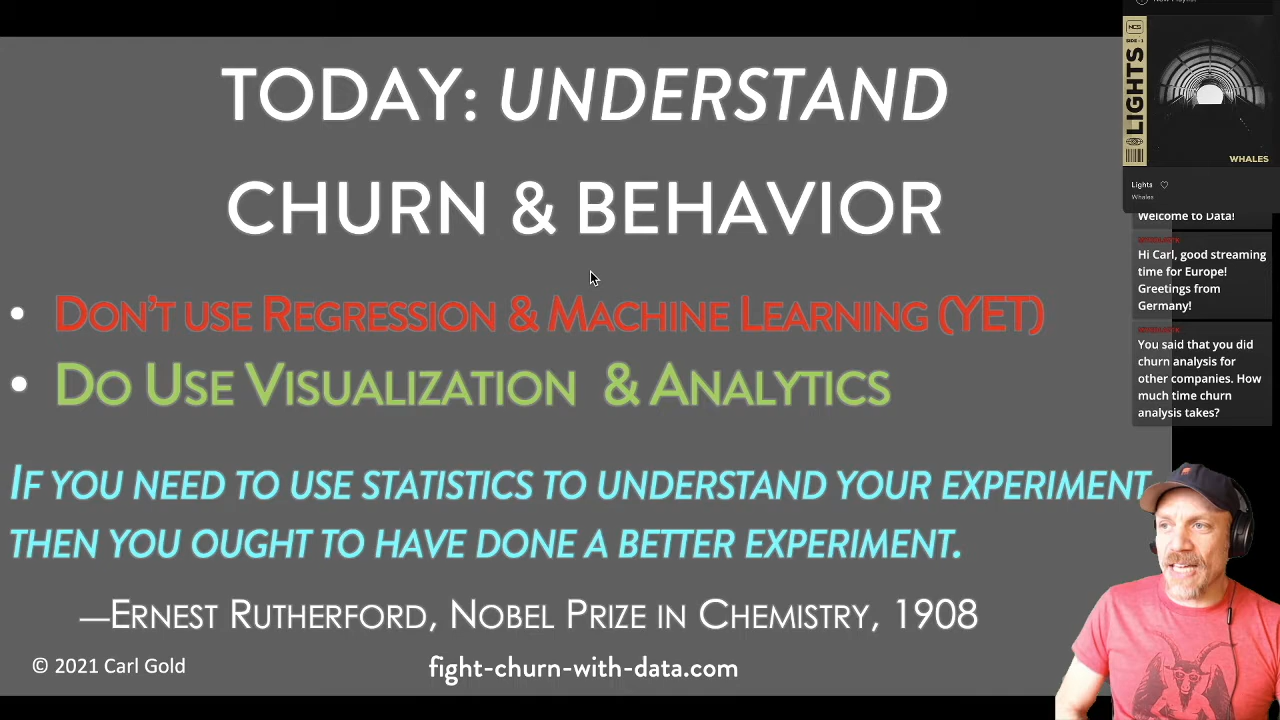 TODAY: UNDERSTAND
CHURN & BEHAVIOR
• DON'T USE REGRESSION & MACHINE LEARNING (YET)
• DO USE VISUALIZATION & ANALYTICS
IF YOU NEED TO USE STATISTICS TO UNDERSTAND YOUR EXPERIMENT
THEN YOU OUGHT TO HAVE DONE A BETTER EXPERIMENT.
—ERNEST RUTHERFORD, NOBEL PRIZE IN CHEMISTRY, 1908
© 2021 Carl Gold
fight-churn-with-data.com
NCS
SIDE - 1
LIGHTS
WHALES
Lights
Whales
Welcome to Data!
Hi Carl, good streaming
time for Europe!
Greetings from
Germany!
You said that you did
churn analysis for
other companies. How
much time churn
analysis takes?